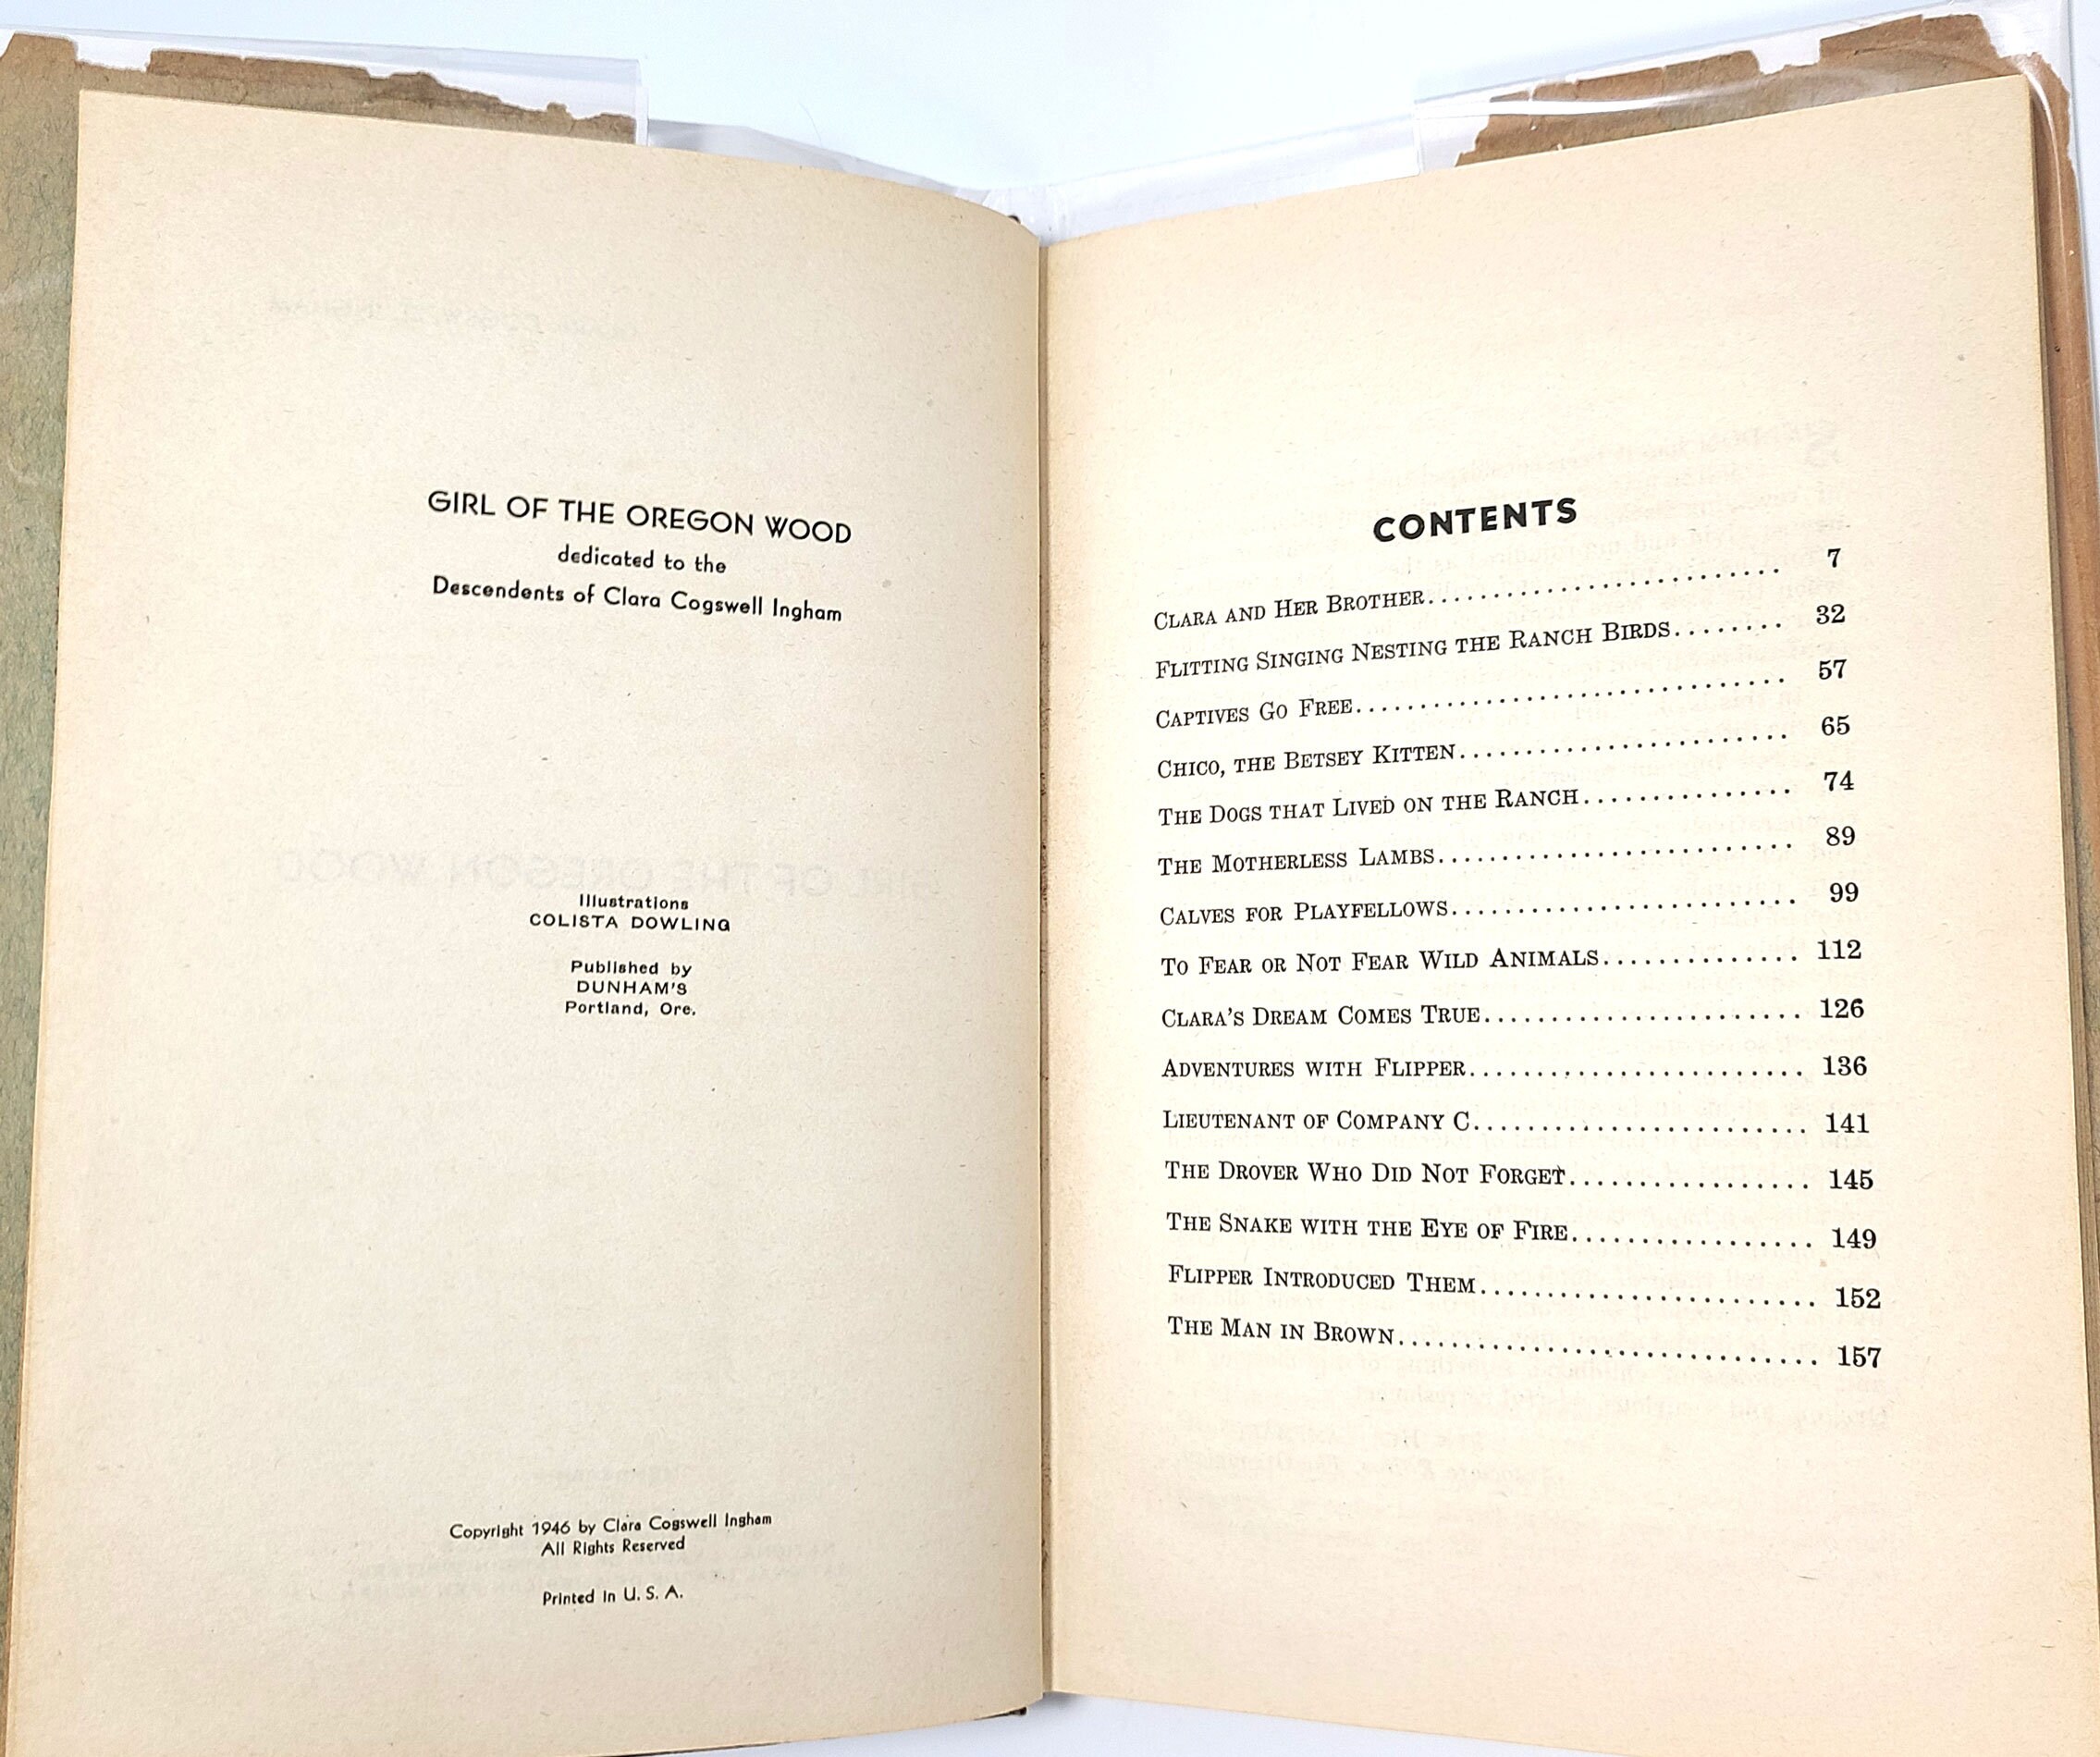 GIRL OF THE OREGON WOOD
dedicated to the
Descendents of Clara Cogswell Ingham
Illustrations
COLISTA DOWLING
Published by
DUNHAM'S
Portland, Ore.
Copyright 1946 by Clara Cogswell Ingham
All Rights Reserved
Printed in U. S. A.
CONTENTS
CLARA AND HER BROTHER.......................... 7
FLITTING SINGING NESTING THE RANCH BIRDS........ 32
CAPTIVES GO FREE................................ 57
CHICO, THE BETSEY KITTEN........................ 65
THE DOGS THAT LIVED ON THE RANCH............... 74
THE MOTHERLESS LAMBS.......................... 89
CALVES FOR PLAYFELLOWS......................... 99
TO FEAR OR NOT FEAR WILD ANIMALS.............. 112
CLARA'S DREAM COMES TRUE....................... 126
ADVENTURES WITH FLIPPER........................ 136
LIEUTENANT OF COMPANY C........................ 141
THE DROVER WHO DID NOT FORGET................. 145
THE SNAKE WITH THE EYE OF FIRE................. 149
FLIPPER INTRODUCED THEM........................ 152
THE MAN IN BROWN............................... 157